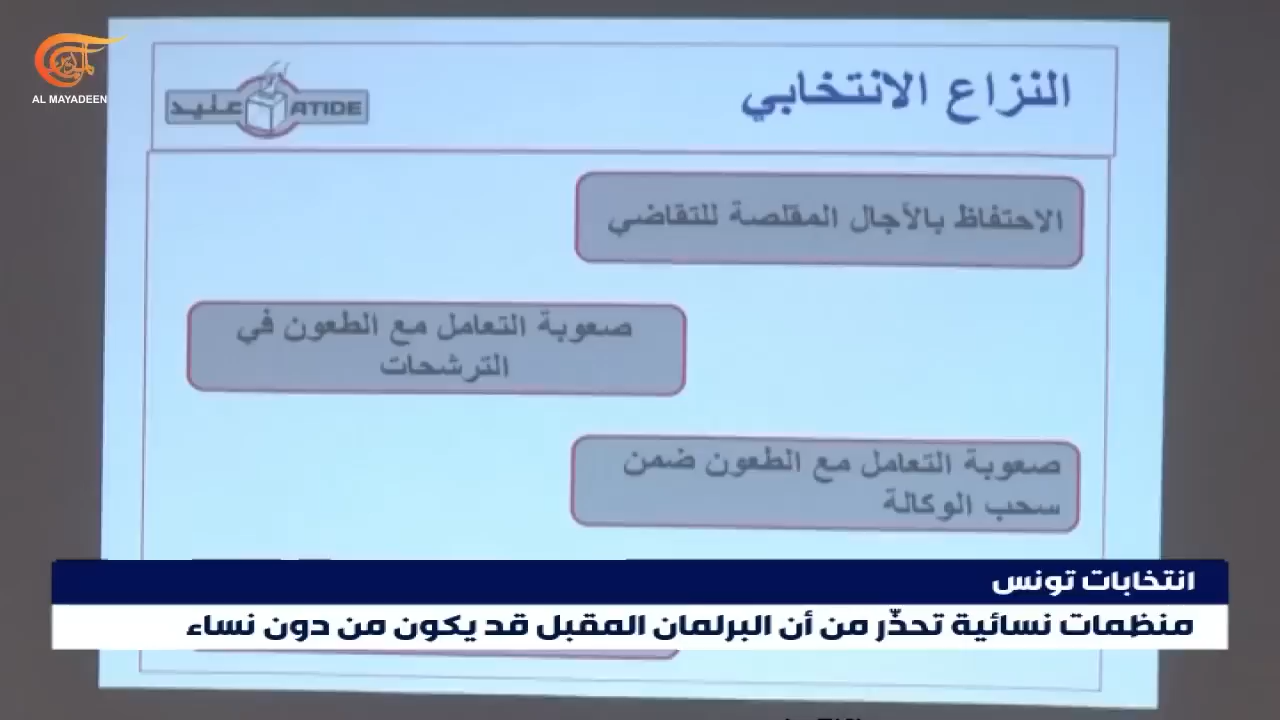 AL MAYADEEN
عتيد ATIDE
النزاع الانتخابي
الاحتفاظ بالآجال المقلصة للتقاضي
صعوبة التعامل مع الطعون في
الترشحات
صعوبة التعامل مع الطعون ضمن
سحب الوكالة
انتخابات تونس
منظمات نسائية تحذّر من أن البرلمان المقبل قد يكون من دون نساء